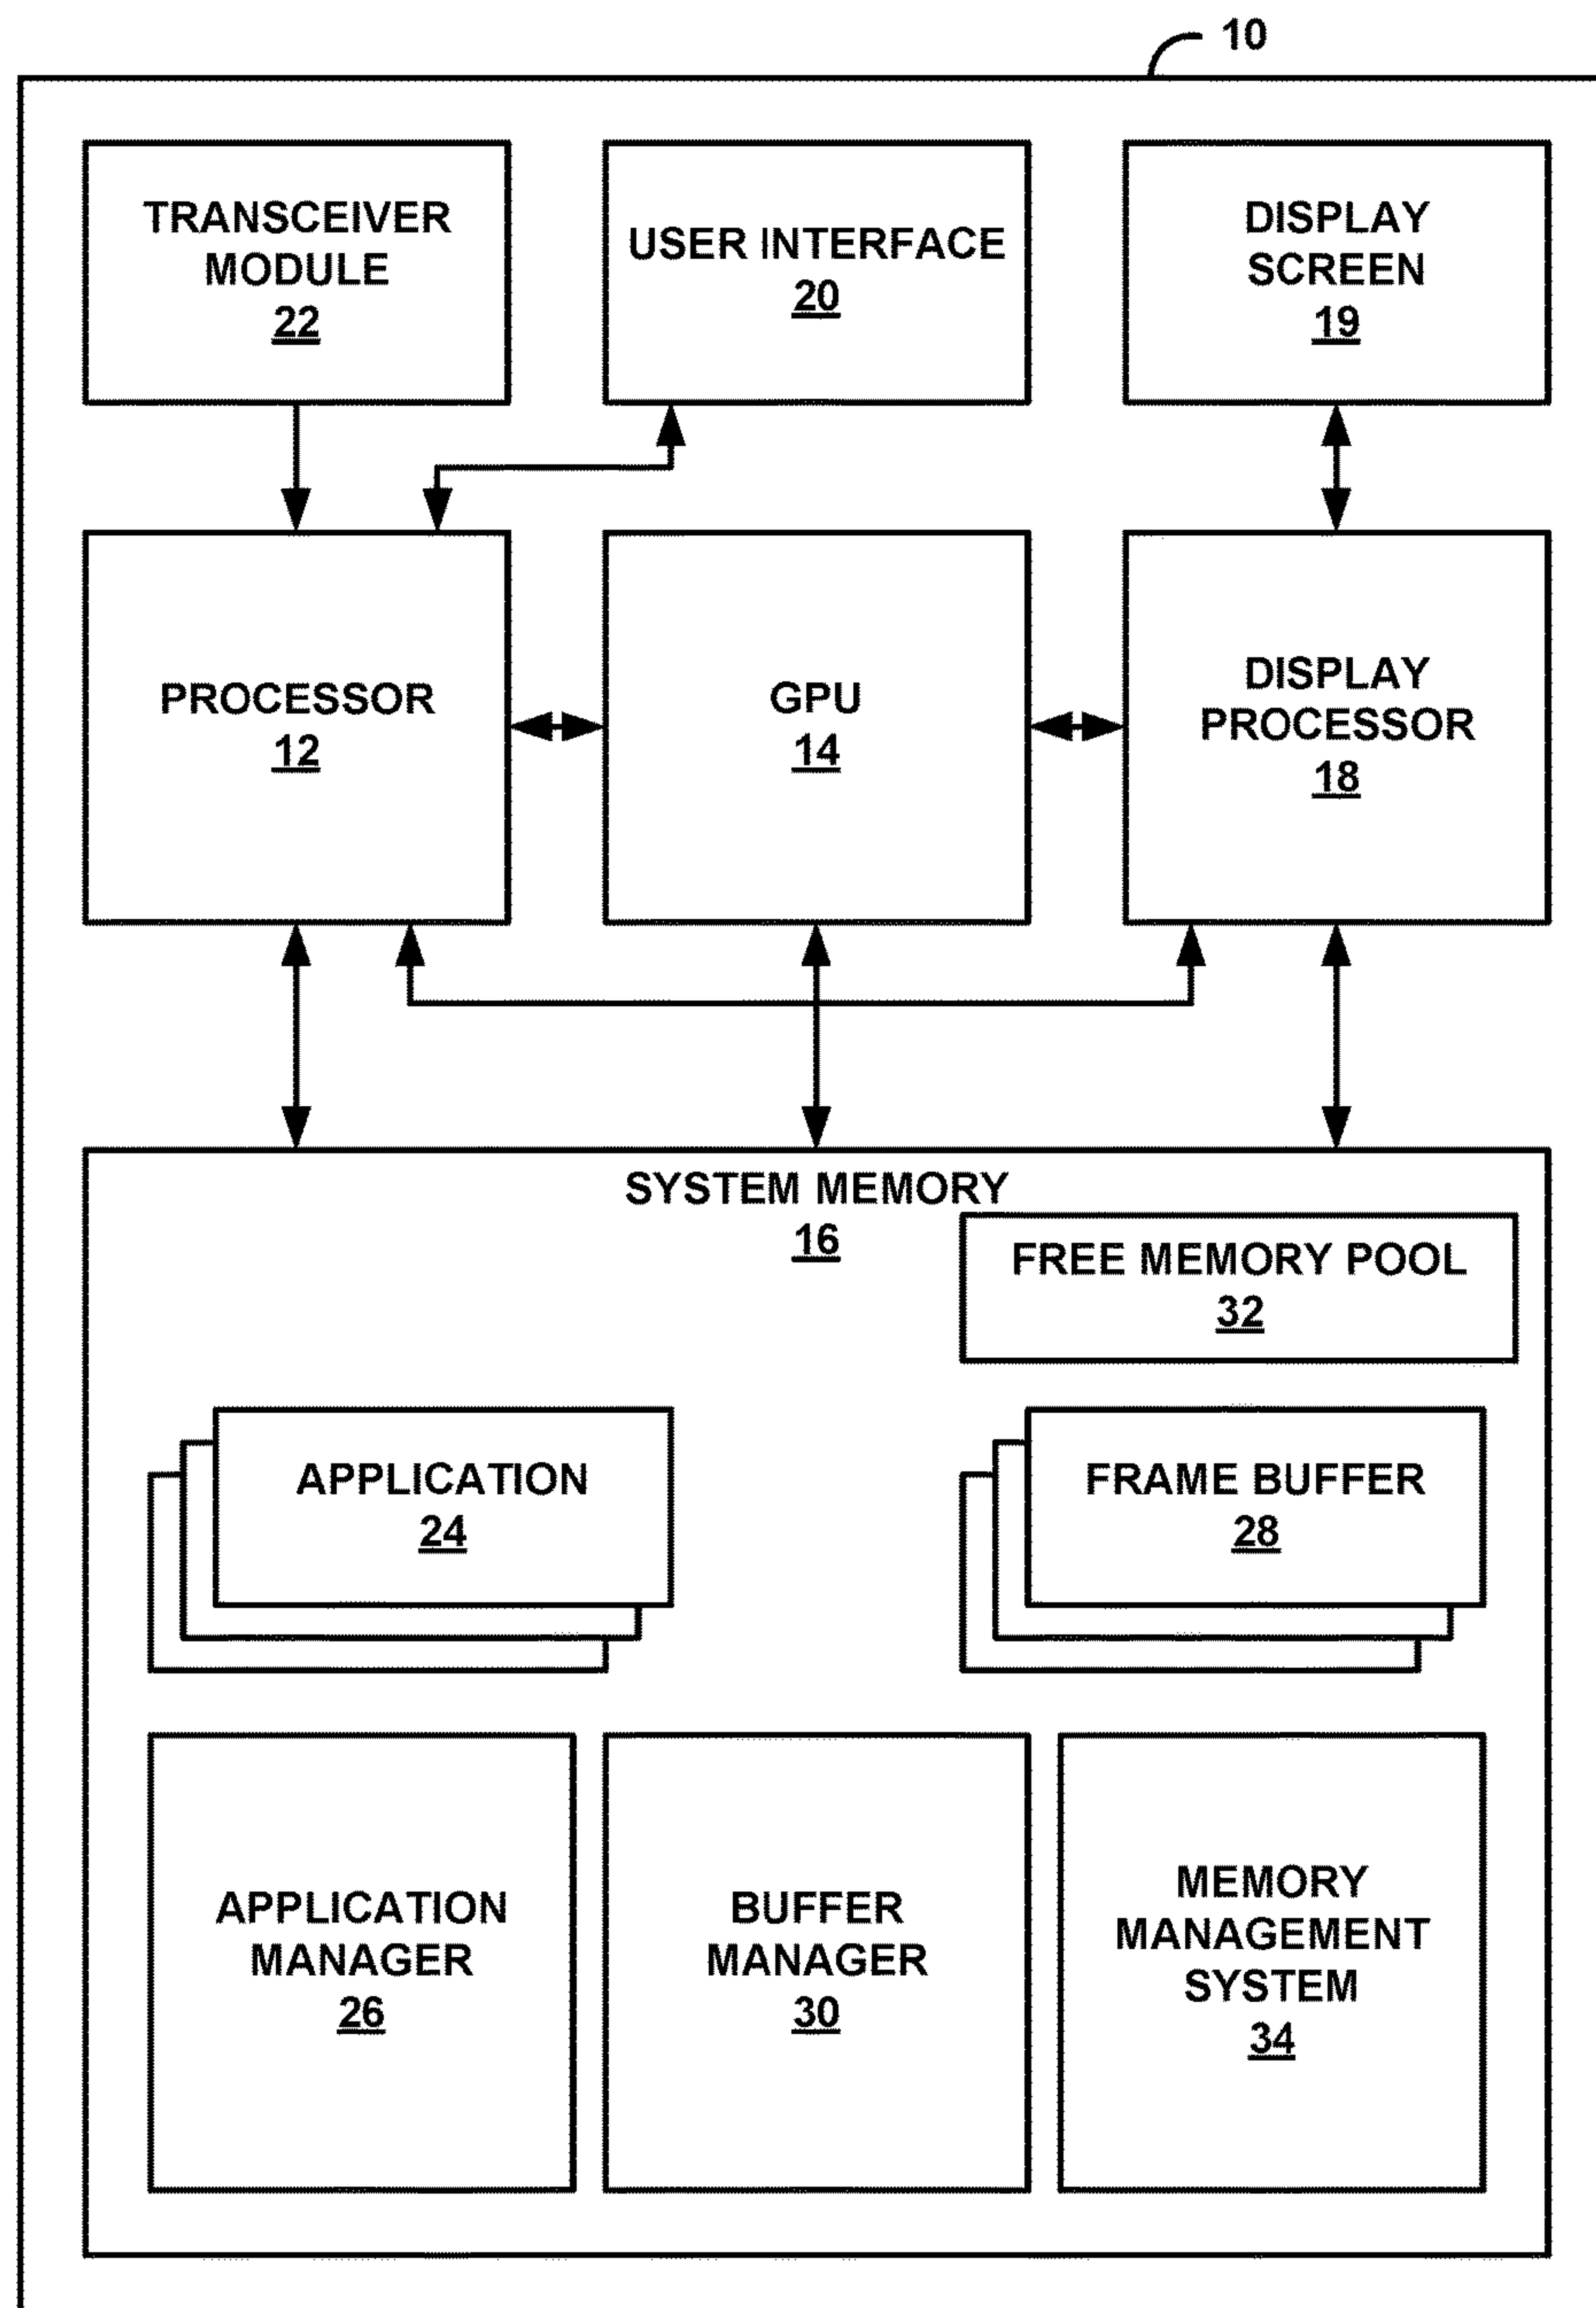 10
TRANSCEIVER
MODULE
22
USER INTERFACE
20
DISPLAY
SCREEN
19
PROCESSOR
12
GPU
14
DISPLAY
PROCESSOR
18
SYSTEM MEMORY
16
FREE MEMORY POOL
32
APPLICATION
24
FRAME BUFFER
28
APPLICATION
MANAGER
26
BUFFER
MANAGER
30
MEMORY
MANAGEMENT
SYSTEM
34